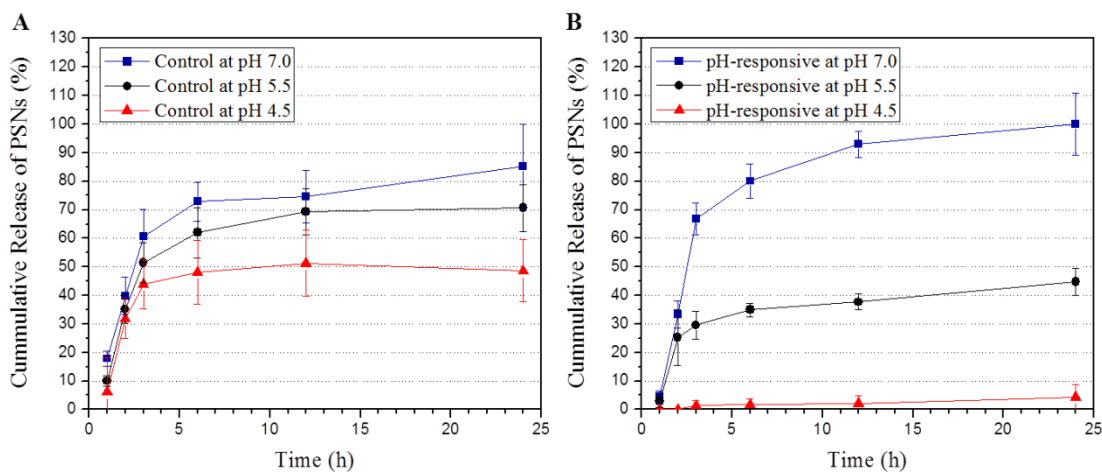 A
Cummulative Release of PSNs (%)
130
120
110
100
90
80
70
60
50
40
30
20
10
0
Control at pH 7.0
Control at pH 5.5
Control at pH 4.5
0 5 10 15 20 25
Time (h)
B
Cummulative Release of PSNs (%)
130
120
110
100
90
80
70
60
50
40
30
20
10
0
pH-responsive at pH 7.0
pH-responsive at pH 5.5
pH-responsive at pH 4.5
0 5 10 15 20 25
Time (h)